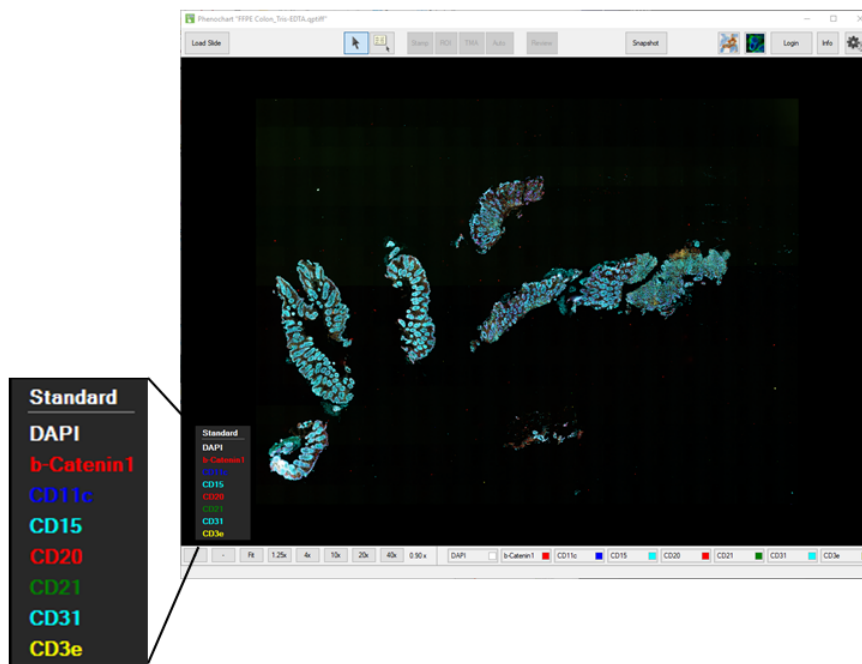 Phenochart "FFPE Colon_Tris-EDTA.qptiff"
Load Slide Stamp ROI TMA Auto Review Snapshot Login Info
Standard
DAPI
b-Catenin1
CD11c
CD15
CD20
CD21
CD31
CD3e
Standard
DAPI
b-Catenin1
CD11c
CD15
CD20
CD21
CD31
CD3e
- Fit 1.25x 4x 10x 20x 40x 0.90 x DAPI b-Catenin1 CD11c CD15 CD20 CD21 CD31 CD3e